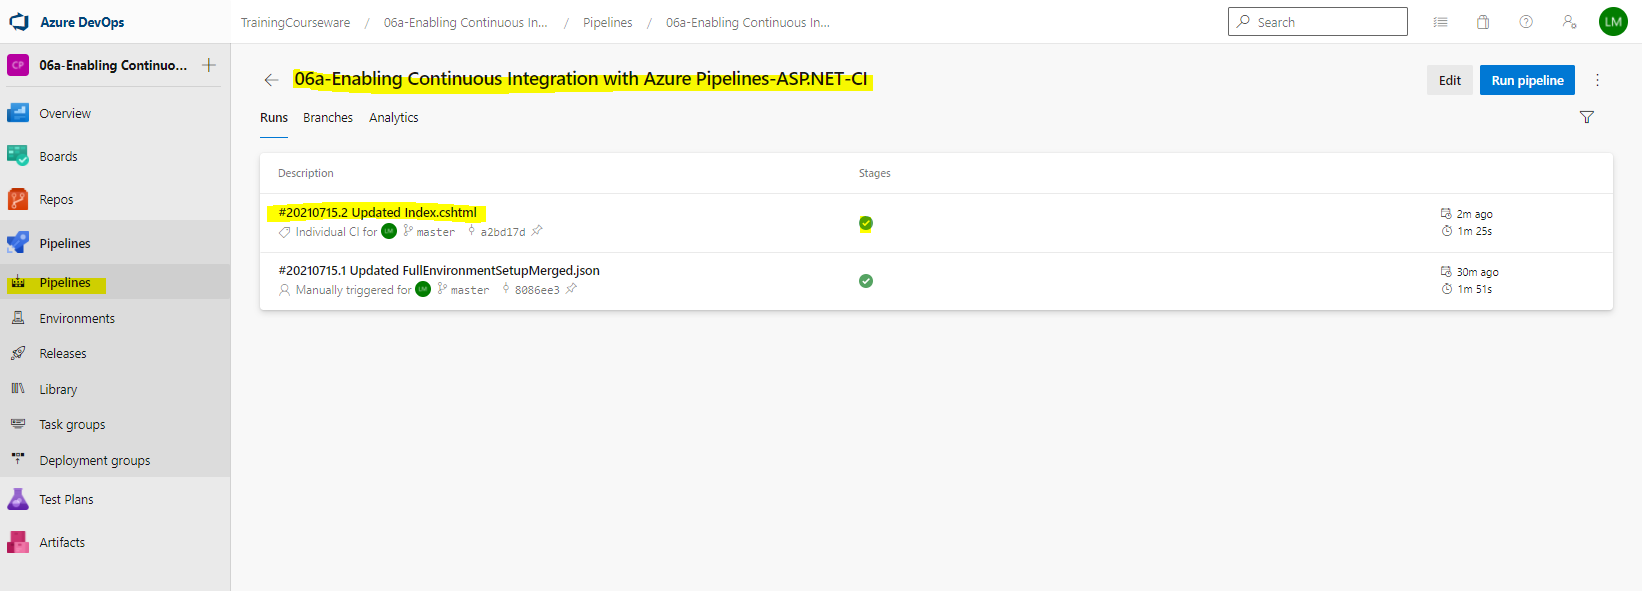 Azure DevOps
TrainingCourseware / 06a-Enabling Continuous In... / Pipelines / 06a-Enabling Continuous In...
Search
LM
CP 06a-Enabling Continuo...
Overview
Boards
Repos
Pipelines
Pipelines
Environments
Releases
Library
Task groups
Deployment groups
Test Plans
Artifacts
06a-Enabling Continuous Integration with Azure Pipelines-ASP.NET-CI
Edit Run pipeline
Runs Branches Analytics
Description Stages
#20210715.2 Updated Index.cshtml
Individual CI for LM master a2bd17d
2m ago
1m 25s
#20210715.1 Updated FullEnvironmentSetupMerged.json
Manually triggered for LM master 8086ee3
30m ago
1m 51s